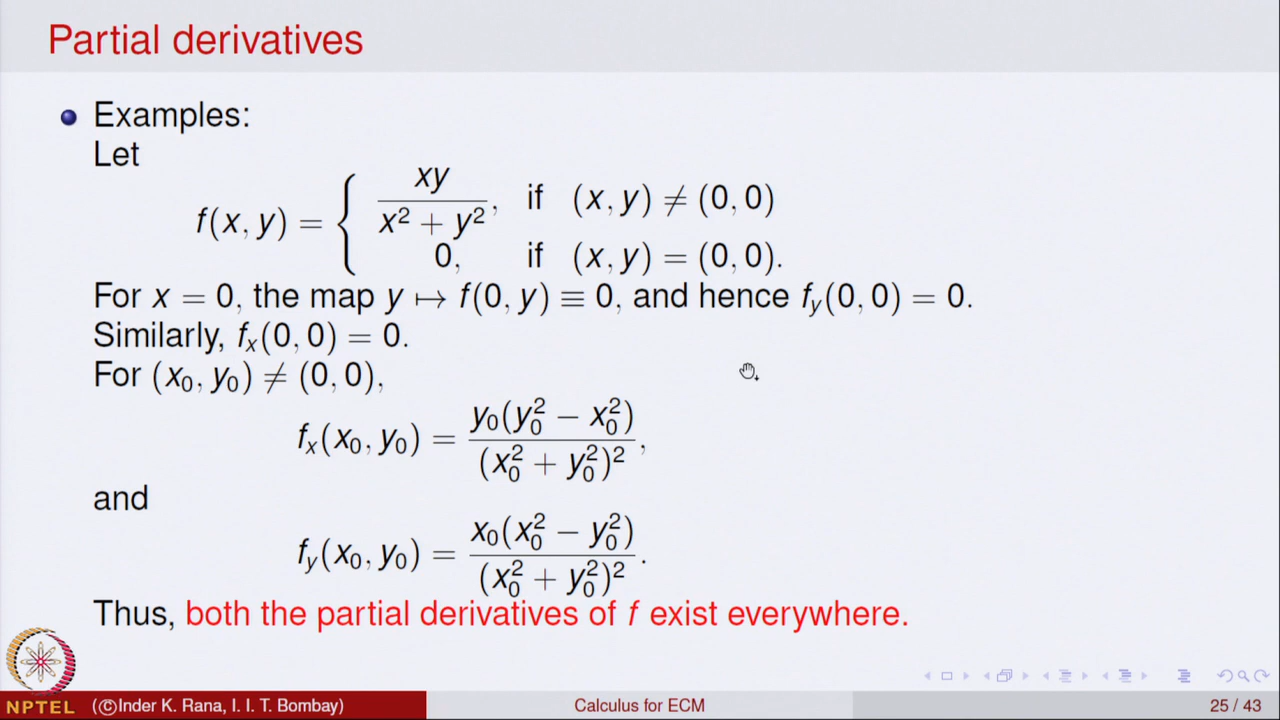 Partial derivatives
Examples:
Let
f(x, y) = { xy / (x² + y²), if (x, y) ≠ (0, 0)
0, if (x, y) = (0, 0).
For x = 0, the map y ↦ f(0, y) ≡ 0, and hence f_y(0, 0) = 0.
Similarly, f_x(0, 0) = 0.
For (x₀, y₀) ≠ (0, 0),
f_x(x₀, y₀) = y₀(y₀² − x₀²) / (x₀² + y₀²)²,
and
f_y(x₀, y₀) = x₀(x₀² − y₀²) / (x₀² + y₀²)².
Thus, both the partial derivatives of f exist everywhere.
NPTEL (©Inder K. Rana, I. I. T. Bombay) Calculus for ECM 25 / 43